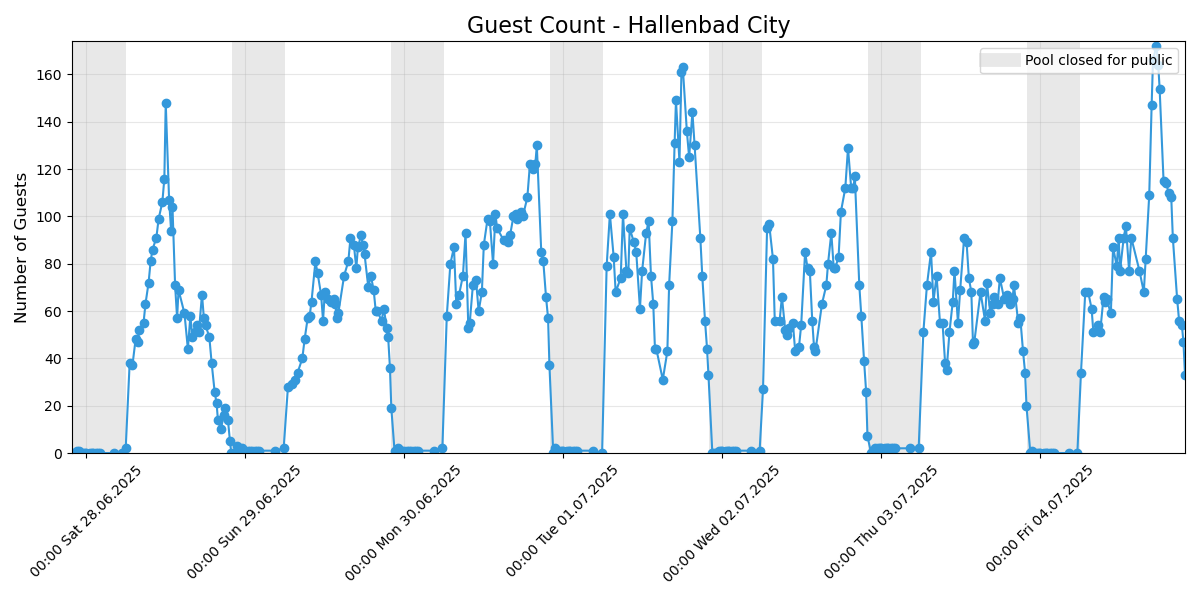 Guest Count - Hallenbad City
Pool closed for public
Number of Guests
160
140
120
100
80
60
40
20
0
00:00 Sat 28.06.2025
00:00 Sun 29.06.2025
00:00 Mon 30.06.2025
00:00 Tue 01.07.2025
00:00 Wed 02.07.2025
00:00 Thu 03.07.2025
00:00 Fri 04.07.2025